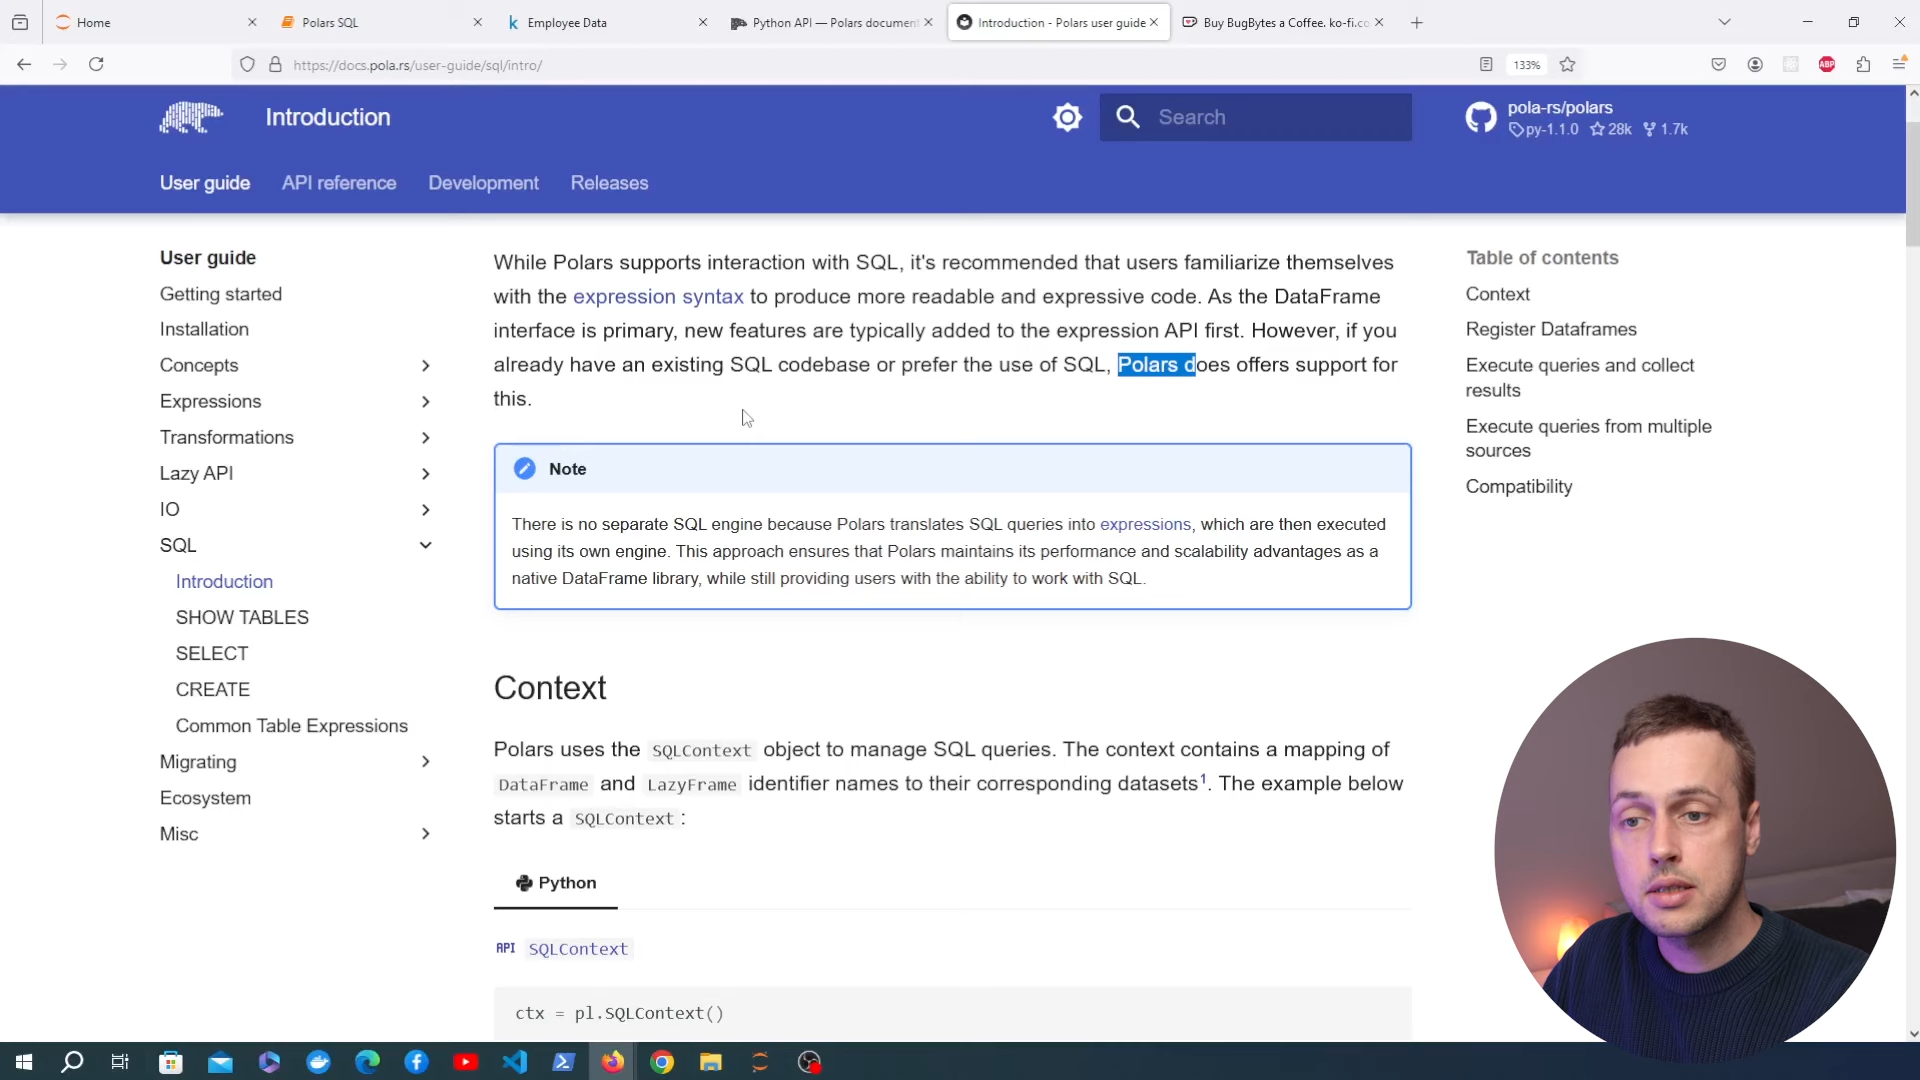 Home
Polars SQL
Employee Data
Python API — Polars document
Introduction - Polars user guide
Buy BugBytes a Coffee. ko-fi.co
https://docs.pola.rs/user-guide/sql/intro/
133%
ABP
Introduction
Search
pola-rs/polars
py-1.1.0 28k 1.7k
User guide
API reference
Development
Releases
User guide
Getting started
Installation
Concepts
Expressions
Transformations
Lazy API
IO
SQL
Introduction
SHOW TABLES
SELECT
CREATE
Common Table Expressions
Migrating
Ecosystem
Misc
While Polars supports interaction with SQL, it's recommended that users familiarize themselves
with the expression syntax to produce more readable and expressive code. As the DataFrame
interface is primary, new features are typically added to the expression API first. However, if you
already have an existing SQL codebase or prefer the use of SQL, Polars does offers support for
this.
Note
There is no separate SQL engine because Polars translates SQL queries into expressions, which are then executed
using its own engine. This approach ensures that Polars maintains its performance and scalability advantages as a
native DataFrame library, while still providing users with the ability to work with SQL.
Context
Polars uses the SQLContext object to manage SQL queries. The context contains a mapping of
DataFrame and LazyFrame identifier names to their corresponding datasets¹. The example below
starts a SQLContext:
Python
API SQLContext
ctx = pl.SQLContext()
Table of contents
Context
Register Dataframes
Execute queries and collect
results
Execute queries from multiple
sources
Compatibility